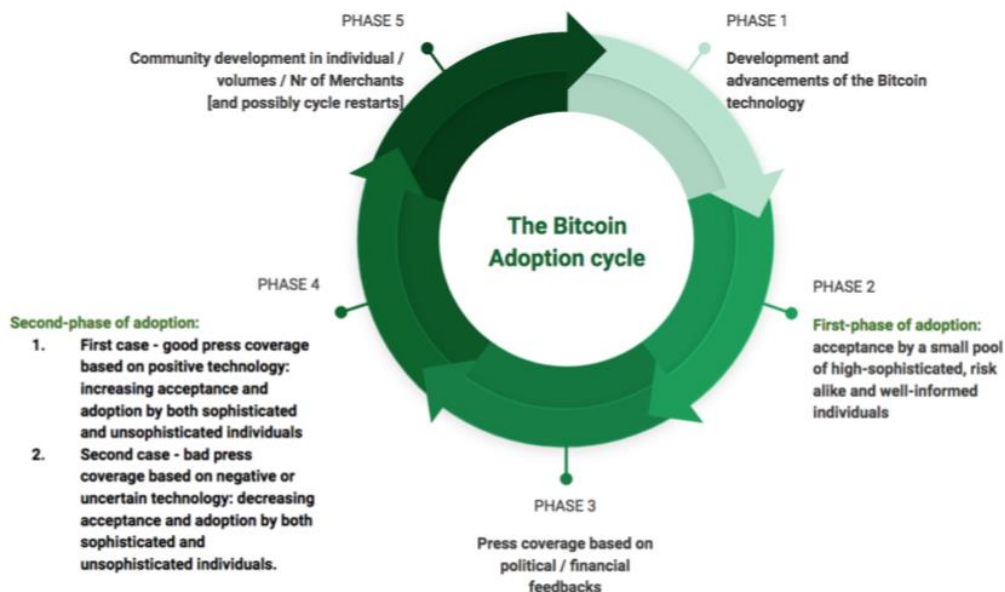 The Bitcoin
Adoption cycle
PHASE 1
Development and
advancements of the Bitcoin
technology
PHASE 2
First-phase of adoption:
acceptance by a small pool
of high-sophisticated, risk
alike and well-informed
individuals
PHASE 3
Press coverage based on
political / financial
feedbacks
PHASE 4
Second-phase of adoption:
1. First case - good press coverage
based on positive technology:
increasing acceptance and
adoption by both sophisticated
and unsophisticated individuals
2. Second case - bad press
coverage based on negative or
uncertain technology: decreasing
acceptance and adoption by both
sophisticated and
unsophisticated individuals.
PHASE 5
Community development in individual /
volumes / Nr of Merchants
[and possibly cycle restarts]